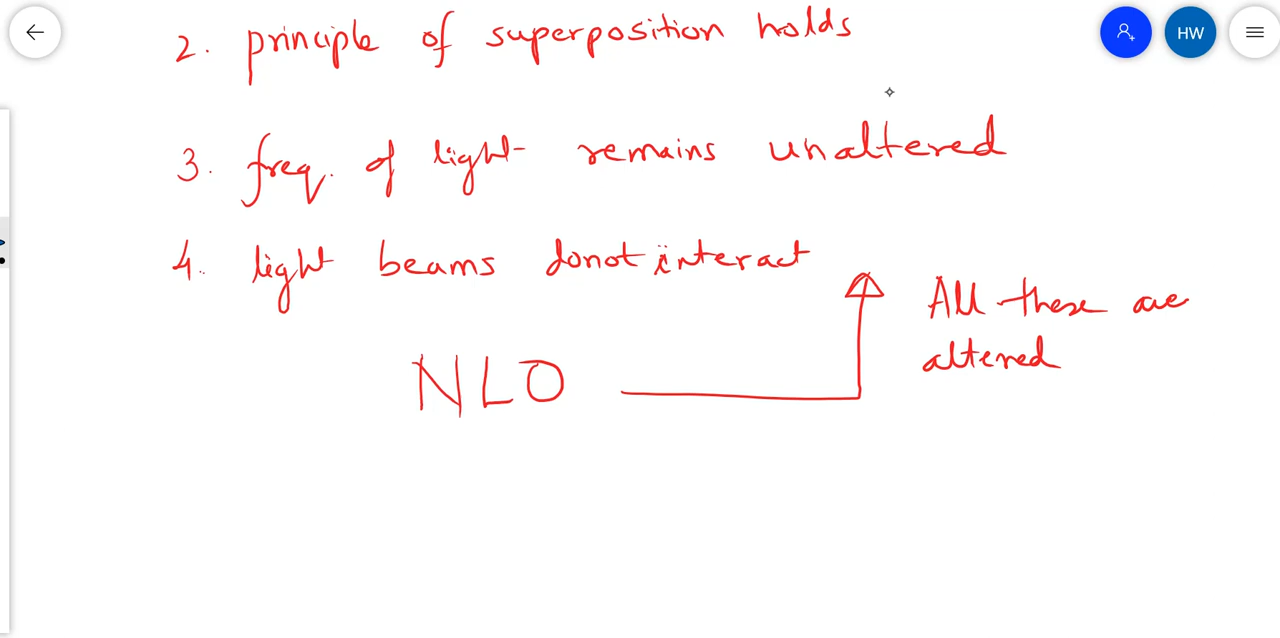 2. principle of superposition holds
HW
3. freq. of light remains unaltered
4. light beams donot interact
All these are
altered
NLO